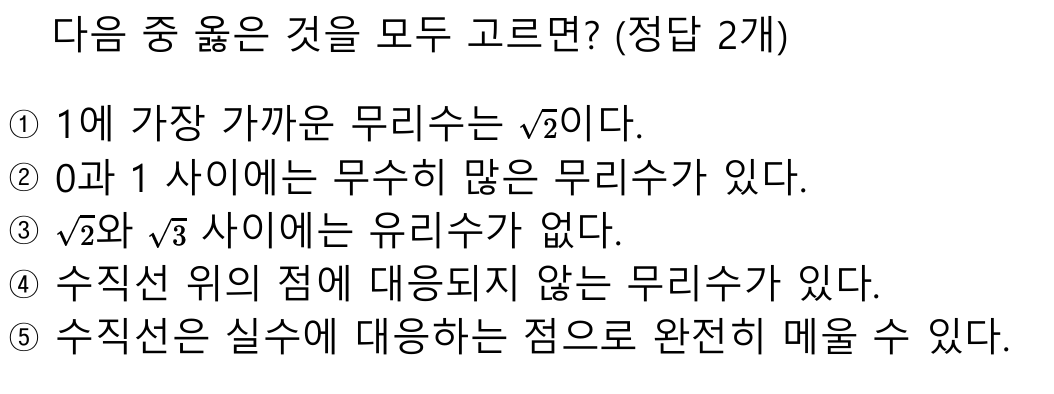 다음 중 옳은 것을 모두 고르면? (정답 2개)
① 1에 가장 가까운 무리수는 √2이다.
② 0과 1 사이에는 무수히 많은 무리수가 있다.
③ √2와 √3 사이에는 유리수가 없다.
④ 수직선 위의 점에 대응되지 않는 무리수가 있다.
⑤ 수직선은 실수에 대응하는 점으로 완전히 메울 수 있다.